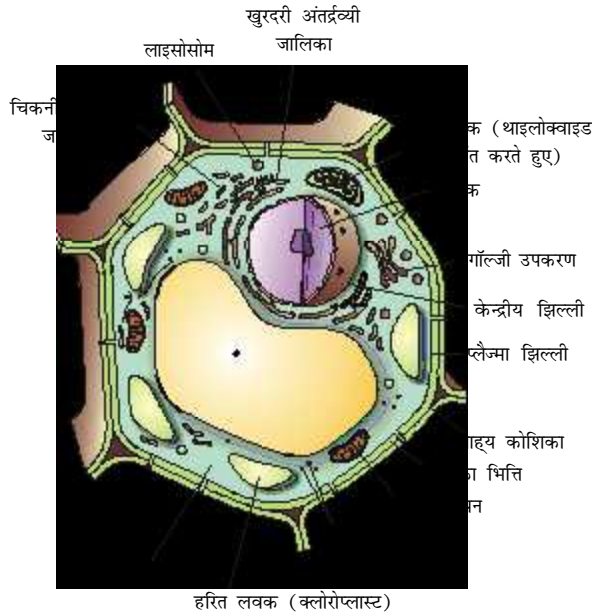 खुरदरी अंतर्द्रव्यी
जालिका
लाइसोसोम
चिकनी
ज
क (थाइलोक्वाइड
त करते हुए)
क
गॉल्जी उपकरण
केन्द्रीय झिल्ली
प्लैज्मा झिल्ली
ाह्य कोशिका
ा भित्ति
न
हरित लवक (क्लोरोप्लास्ट)